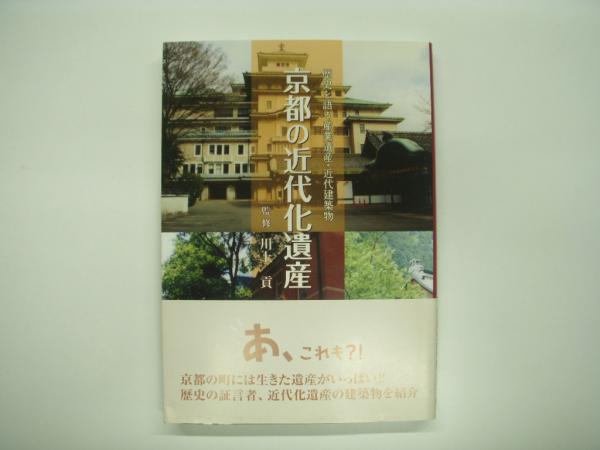 歴史を語る産業遺産・近代建築物
京都の近代化遺産
監修 川上 貢
あ、これも?!
京都の町には生きた遺産がいっぱい!!
歴史の証言者、近代化遺産の建築物を紹介